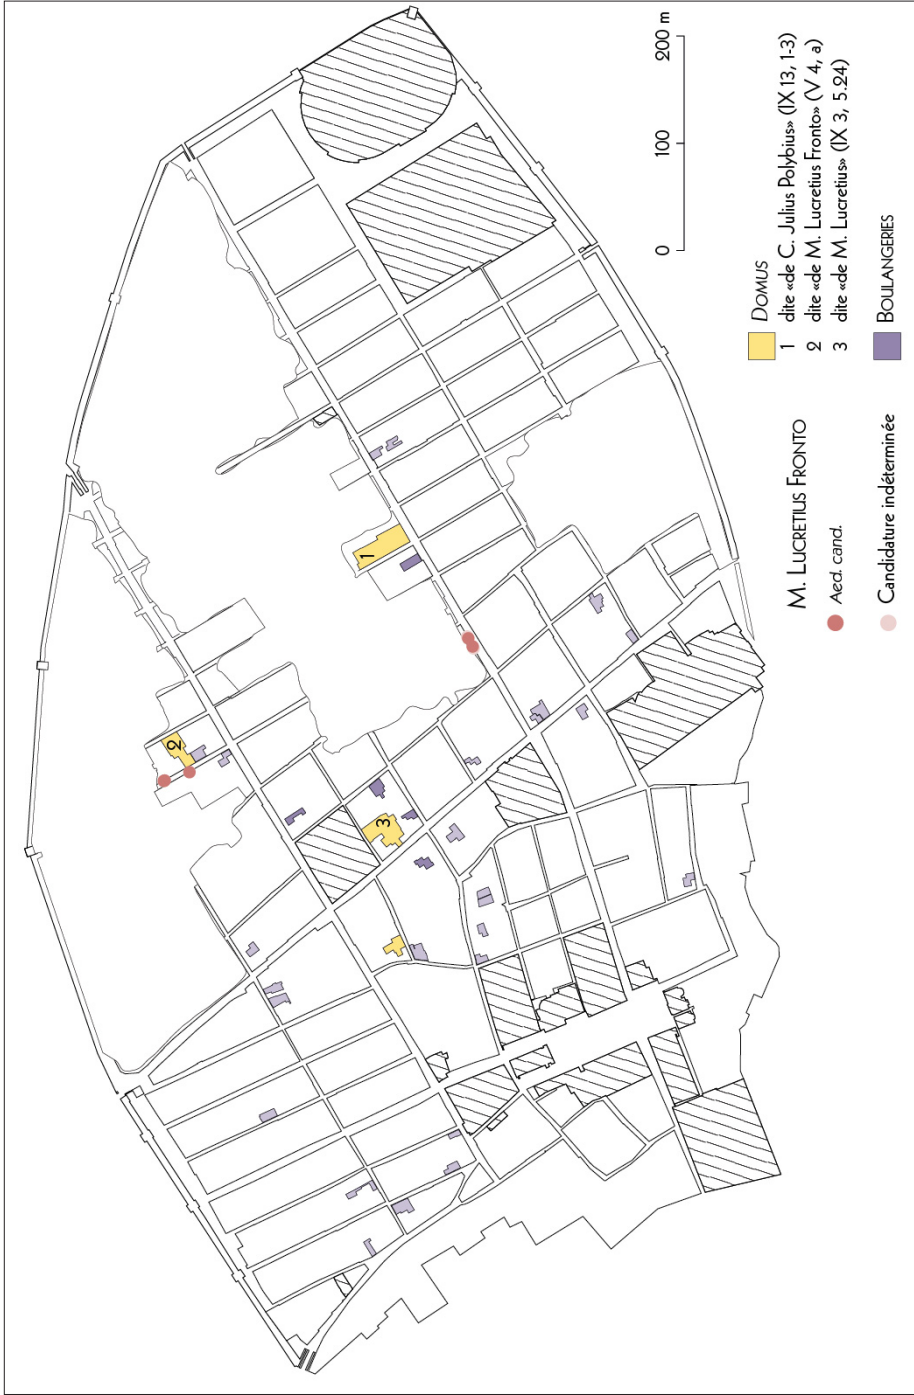 2
1
3
0 100 200 m
M. LUCRETIUS FRONTO
Aed. cand.
Candidature indéterminée
DOMUS
1 dite «de C. Julius Polybius» (IX 13, 1-3)
2 dite «de M. Lucretius Fronto» (V 4, a)
3 dite «de M. Lucretius» (IX 3, 5.24)
BOULANGERIES